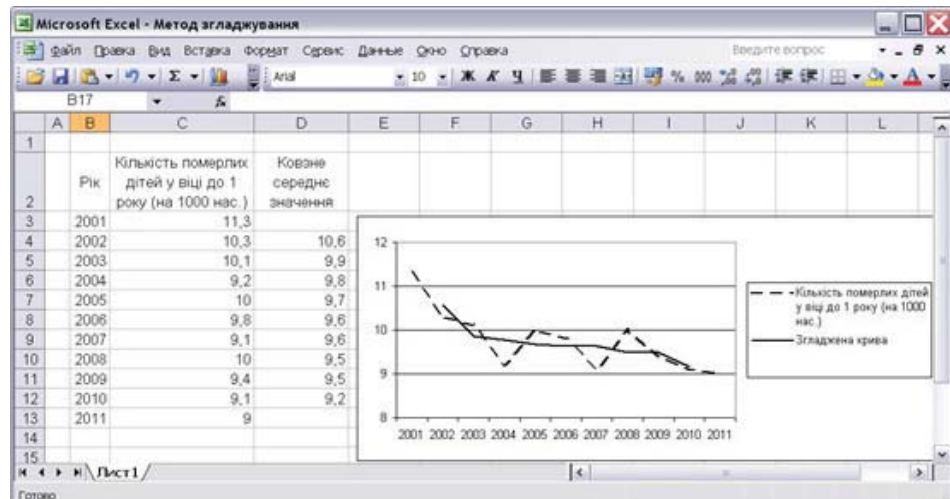 Microsoft Excel - Метод згладжування
Файл Правка Вид Вставка Формат Сервис Данные Окно Справка Введите вопрос
Arial 10 Ж К Ч % 000
B17 fx
A B C D E F G H I J K L
1
2 Рік Кількість померлих дітей у віці до 1 року (на 1000 нас.) Ковзне середнє значення
3 2001 11,3
4 2002 10,3 10,6
5 2003 10,1 9,9
6 2004 9,2 9,8
7 2005 10 9,7
8 2006 9,8 9,6
9 2007 9,1 9,6
10 2008 10 9,5
11 2009 9,4 9,5
12 2010 9,1 9,2
13 2011 9
14
15
12
11
10
9
8
2001 2002 2003 2004 2005 2006 2007 2008 2009 2010 2011
Кількість померлих дітей
у віці до 1 року (на 1000
нас.)
Згладжена крива
Лист1
Готово